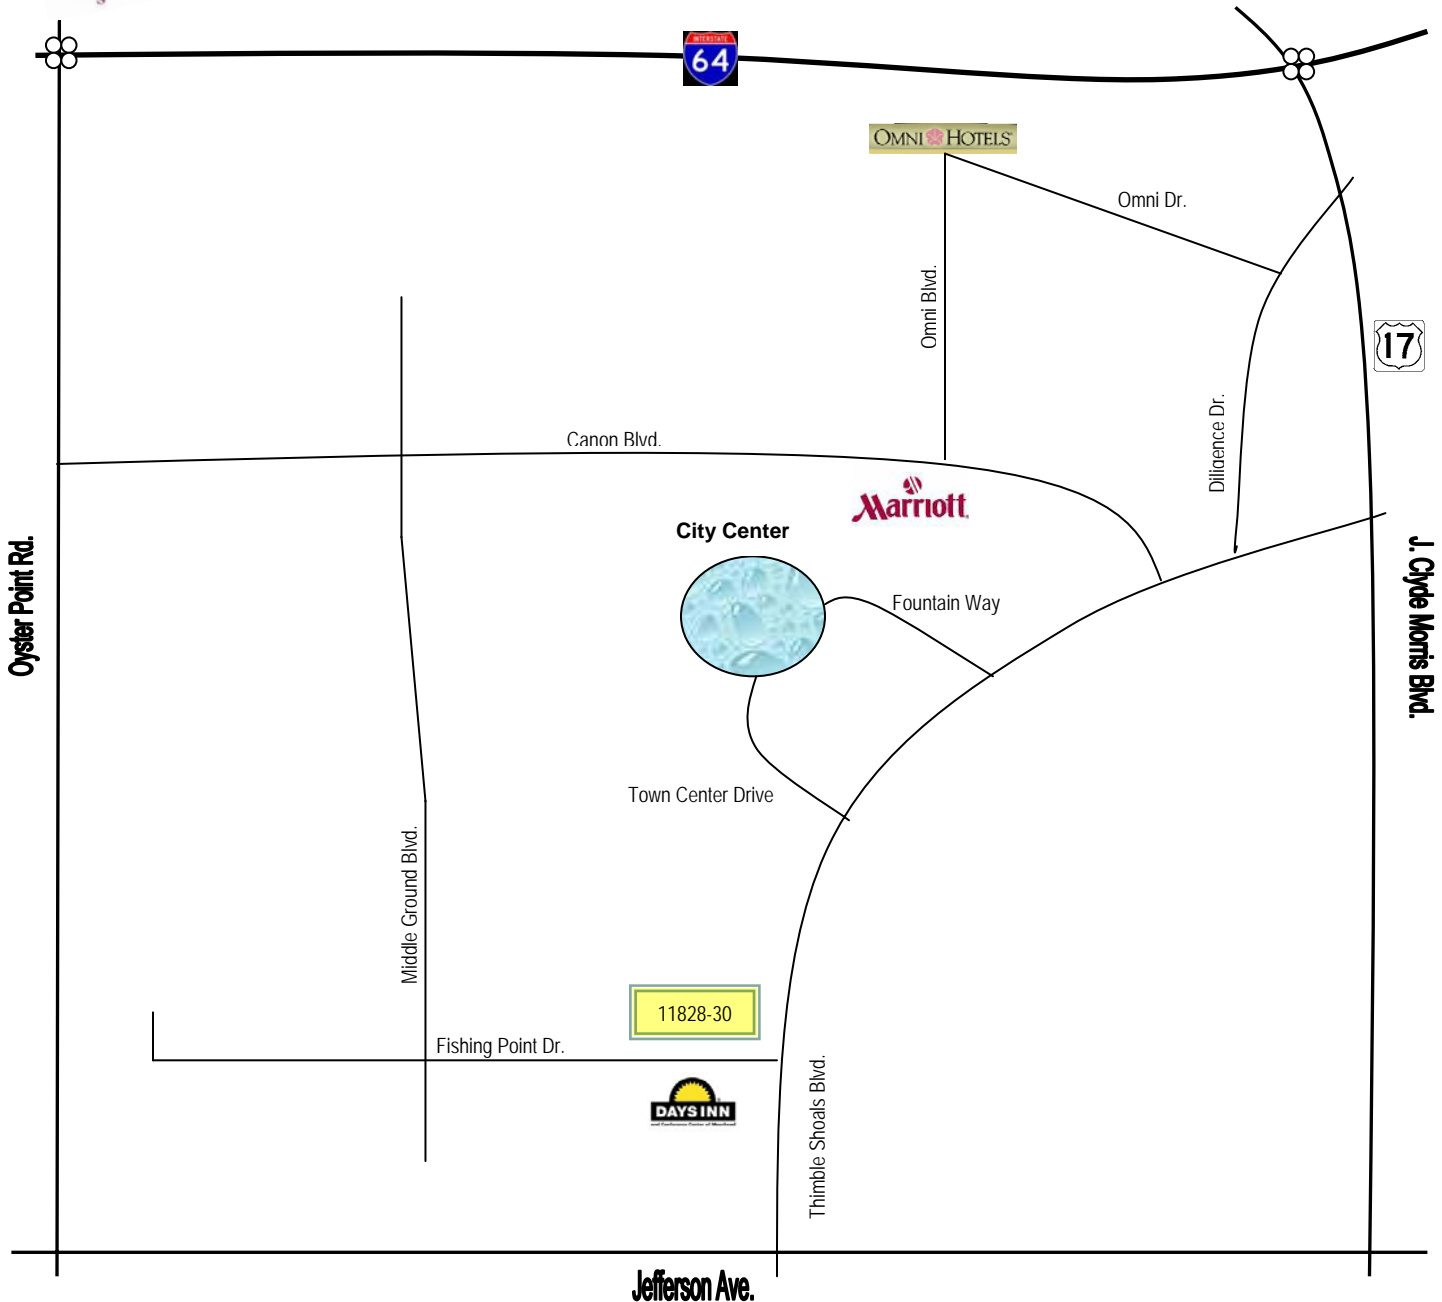 INTERSTATE
64
OMNI HOTELS
Omni Dr.
Omni Blvd.
17
Diligence Dr.
Canon Blvd.
Marriott
City Center
Oyster Point Rd.
J. Clyde Morris Blvd.
Fountain Way
Town Center Drive
Middle Ground Blvd.
11828-30
Fishing Point Dr.
DAYS INN
Thimble Shoals Blvd.
Jefferson Ave.